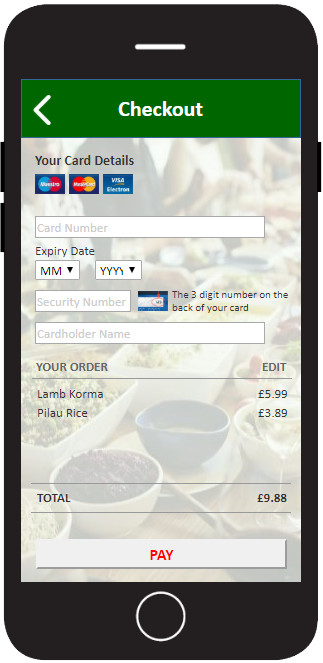 Checkout
Your Card Details
Maestro MasterCard VISA Electron
Card Number
Expiry Date
MM YYYY
Security Number The 3 digit number on the
back of your card
Cardholder Name
YOUR ORDER EDIT
Lamb Korma £5.99
Pilau Rice £3.89
TOTAL £9.88
PAY